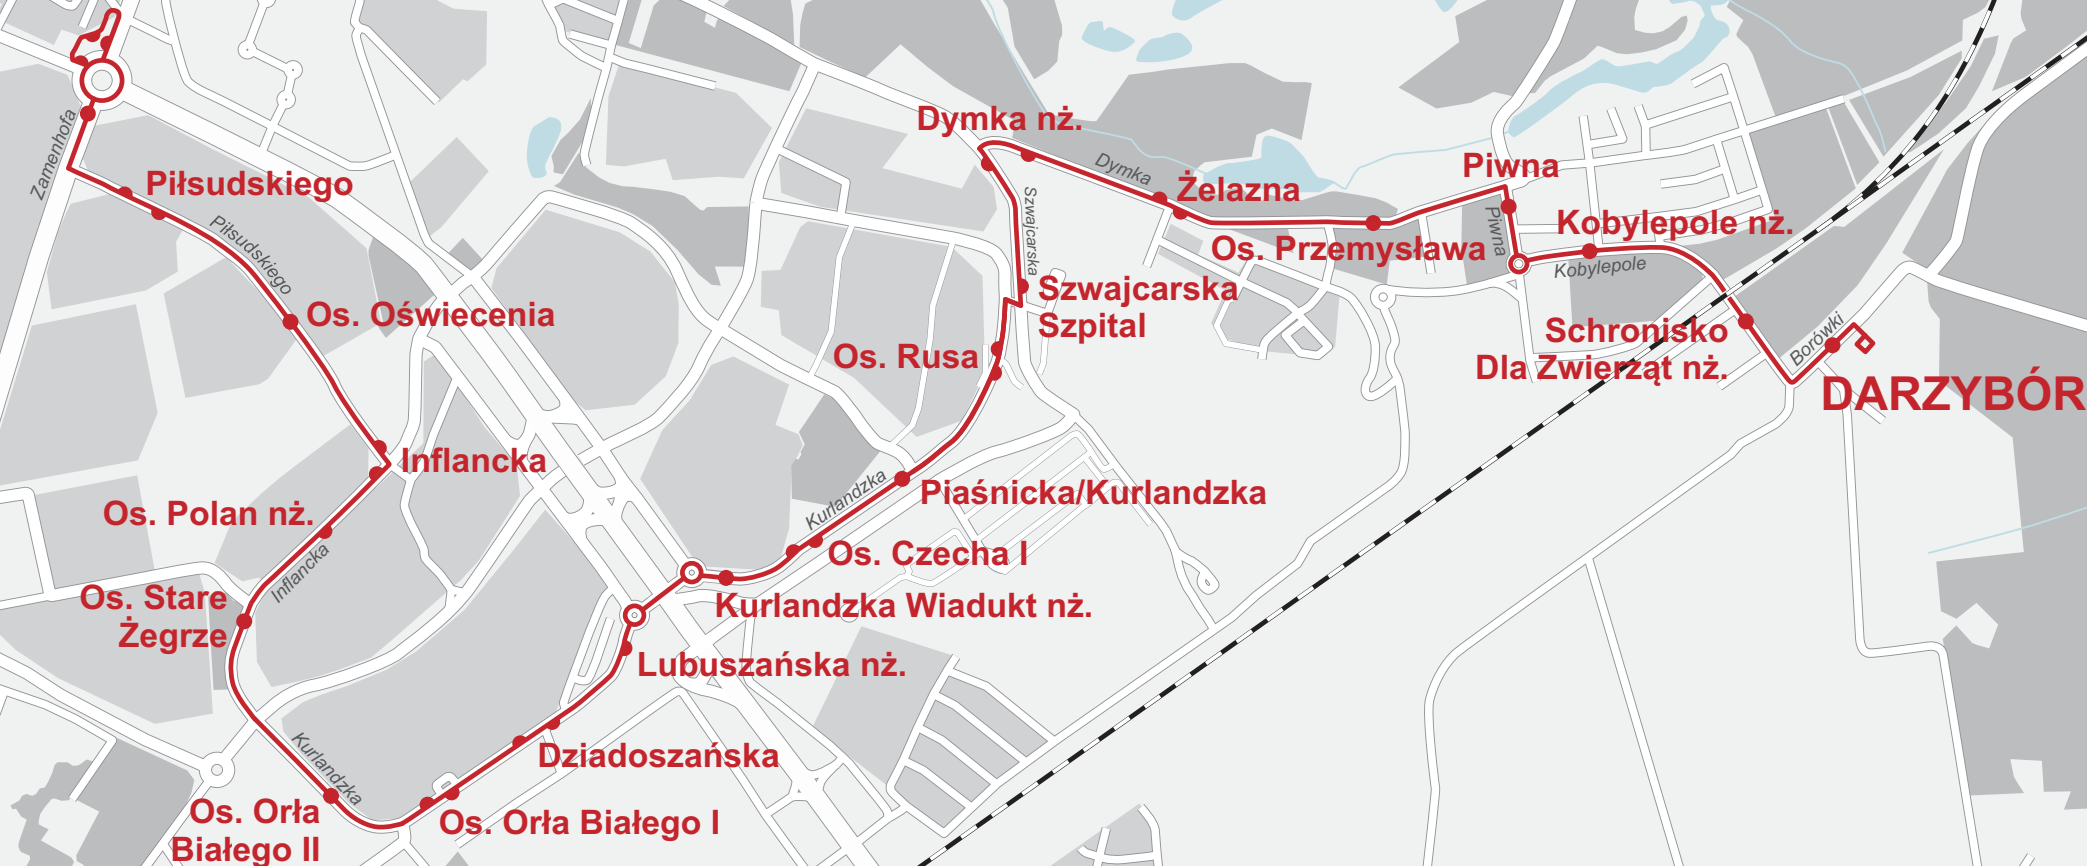 Dymka nż.
Zamenhofa
Dymka
Piwna
Piłsudskiego
Żelazna
Szwajcarska
Piwna
Piłsudskiego
Kobylepole nż.
Os. Przemysława
Kobylepole
Os. Oświecenia
Szwajcarska
Szpital
Schronisko
Dla Zwierząt nż.
Borówki
Os. Rusa
DARZYBÓR
Inflancka
Kurlandzka
Piaśnicka/Kurlandzka
Os. Polan nż.
Inflancka
Os. Czecha I
Os. Stare
Żegrze
Kurlandzka Wiadukt nż.
Lubuszańska nż.
Kurlandzka
Dziadoszańska
Os. Orła
Białego II
Os. Orła Białego I